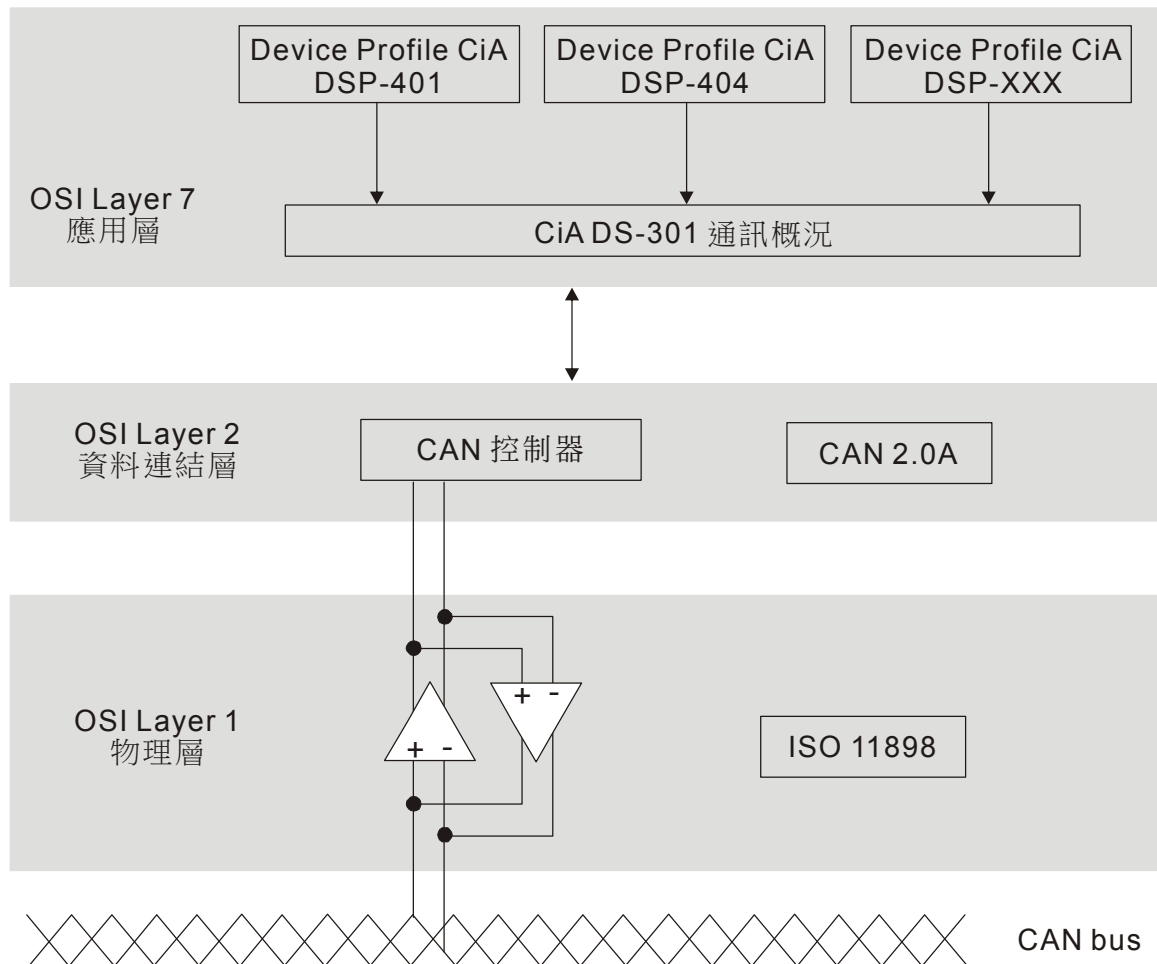 Device Profile CiA
DSP-401
Device Profile CiA
DSP-404
Device Profile CiA
DSP-XXX
OSI Layer 7
應用層
CiA DS-301 通訊概況
OSI Layer 2
資料連結層
CAN 控制器
CAN 2.0A
OSI Layer 1
物理層
+ -
+ -
ISO 11898
CAN bus